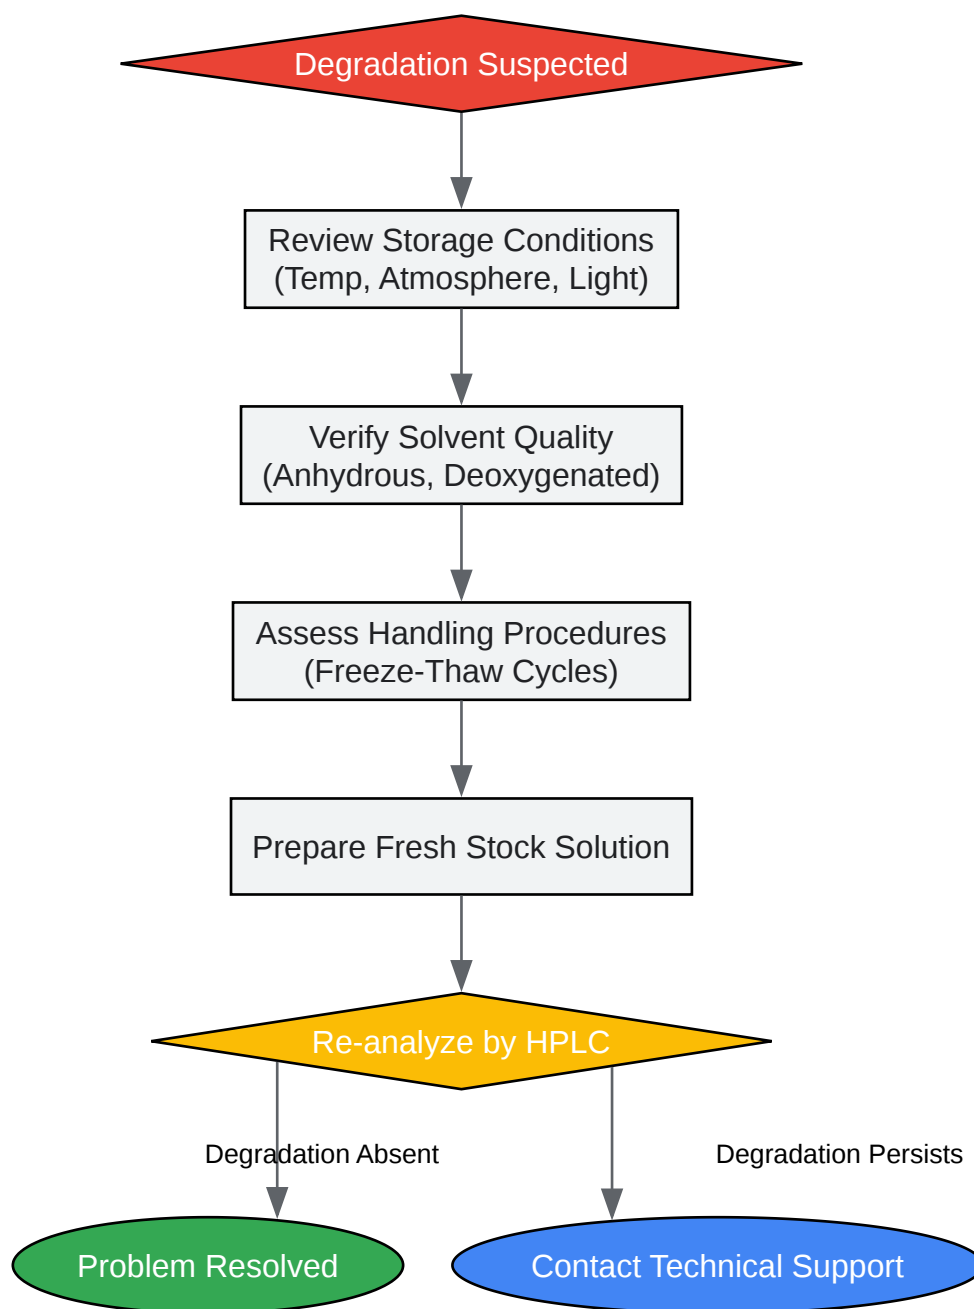 Degradation Suspected
Review Storage Conditions
(Temp, Atmosphere, Light)
Verify Solvent Quality
(Anhydrous, Deoxygenated)
Assess Handling Procedures
(Freeze-Thaw Cycles)
Prepare Fresh Stock Solution
Re-analyze by HPLC
Degradation Absent
Degradation Persists
Problem Resolved
Contact Technical Support